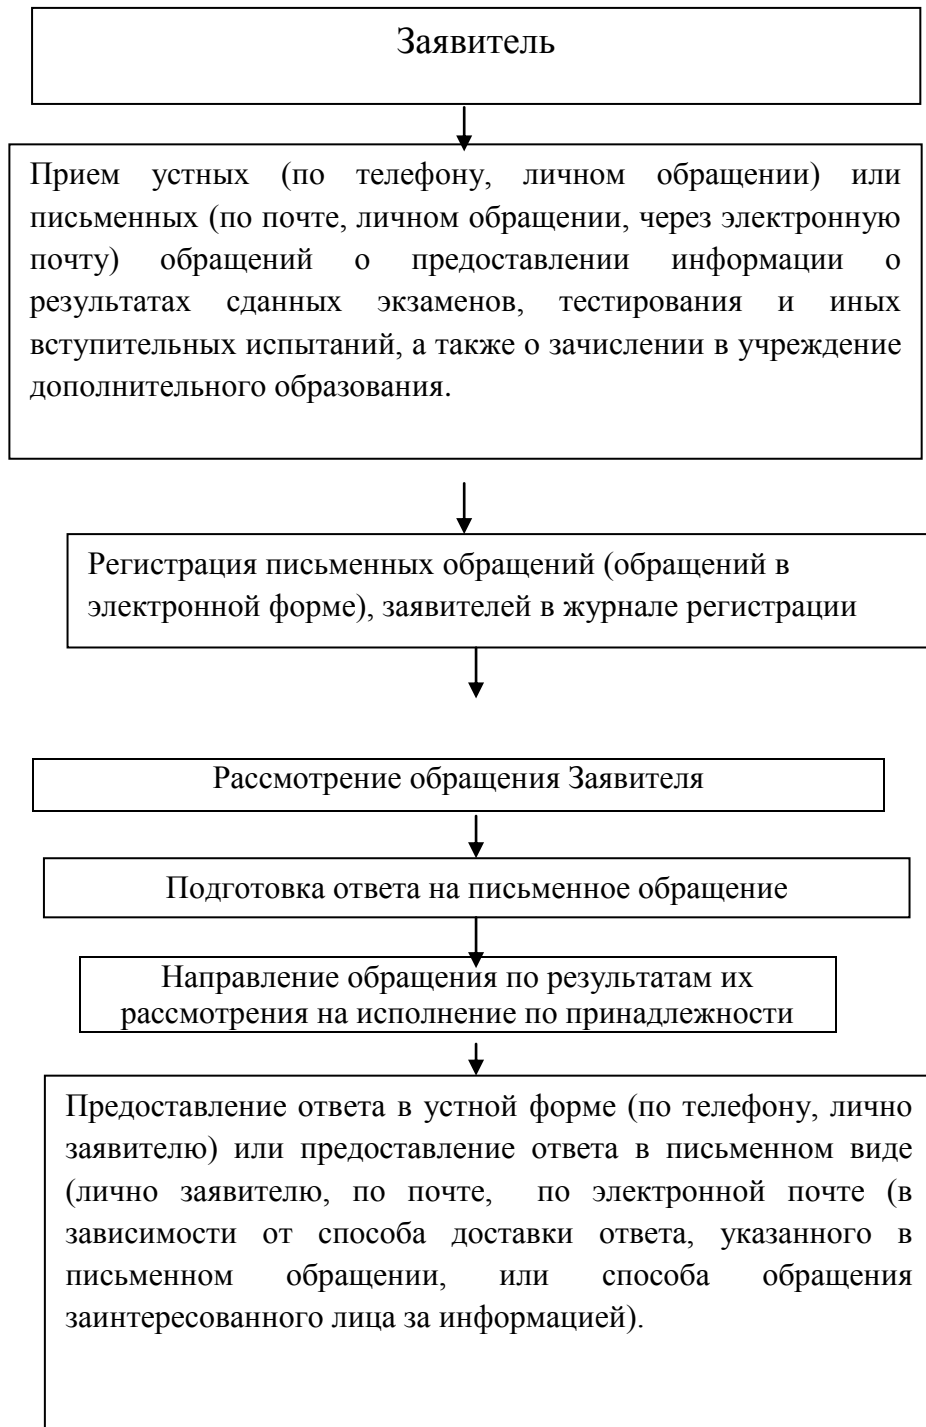 Заявитель
Прием устных (по телефону, личном обращении) или
письменных (по почте, личном обращении, через электронную
почту) обращений о предоставлении информации о
результатах сданных экзаменов, тестирования и иных
вступительных испытаний, а также о зачислении в учреждение
дополнительного образования.
Регистрация письменных обращений (обращений в
электронной форме), заявителей в журнале регистрации
Рассмотрение обращения Заявителя
Подготовка ответа на письменное обращение
Направление обращения по результатам их
рассмотрения на исполнение по принадлежности
Предоставление ответа в устной форме (по телефону, лично
заявителю) или предоставление ответа в письменном виде
(лично заявителю, по почте, по электронной почте (в
зависимости от способа доставки ответа, указанного в
письменном обращении, или способа обращения
заинтересованного лица за информацией).